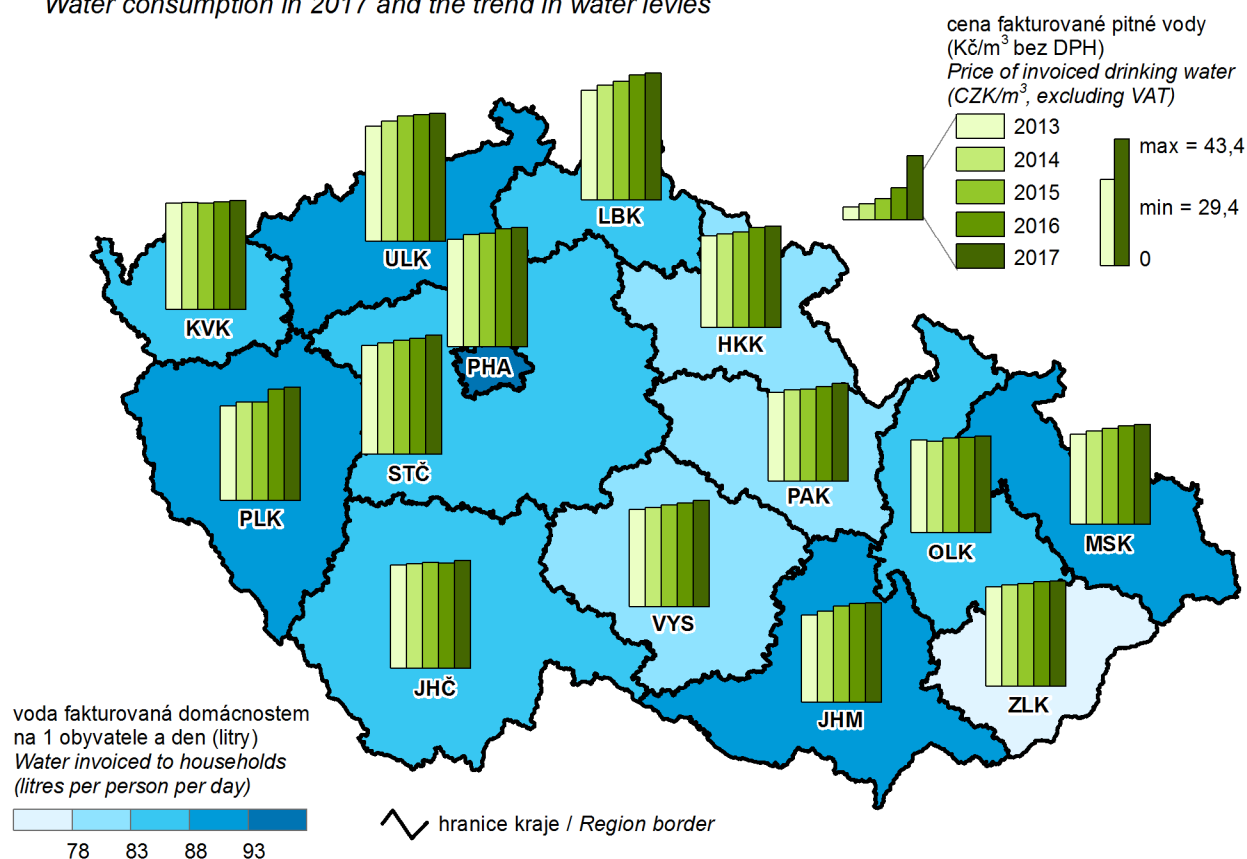 Water consumption in 2017 and the trend in water levies
cena fakturované pitné vody
(Kč/m³ bez DPH)
Price of invoiced drinking water
(CZK/m³, excluding VAT)
2013
2014
2015
2016
2017
max = 43,4
min = 29,4
0
LBK
ULK
KVK
HKK
PHA
STČ
PAK
PLK
OLK
MSK
VYS
JHČ
ZLK
JHM
voda fakturovaná domácnostem
na 1 obyvatele a den (litry)
Water invoiced to households
(litres per person per day)
78 83 88 93
hranice kraje / Region border